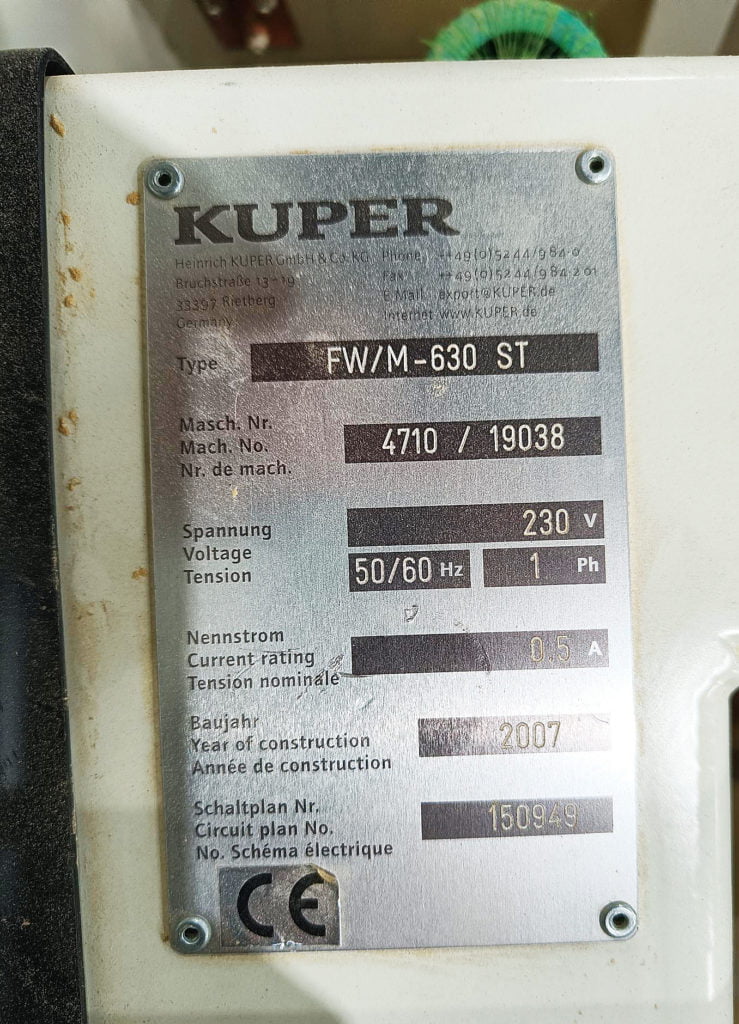 KUPER
Heinrich KUPER GmbH & Co. KG Phone ++49(0)5244/984-0
Bruchstraße 13-19 Fax ++49(0)5244/984 201
33397 Rietberg E Mail export@KUPER.de
Germany Internet www.KUPER.de
Type FW/M-630 ST
Masch. Nr.
Mach. No. 4710 / 19038
Nr. de mach.
Spannung 230 V
Voltage
Tension 50/60 Hz 1 Ph
Nennstrom
Current rating 0.5 A
Tension nominale
Baujahr
Year of construction 2007
Année de construction
Schaltplan Nr.
Circuit plan No. 150949
No. Schéma électrique
CE